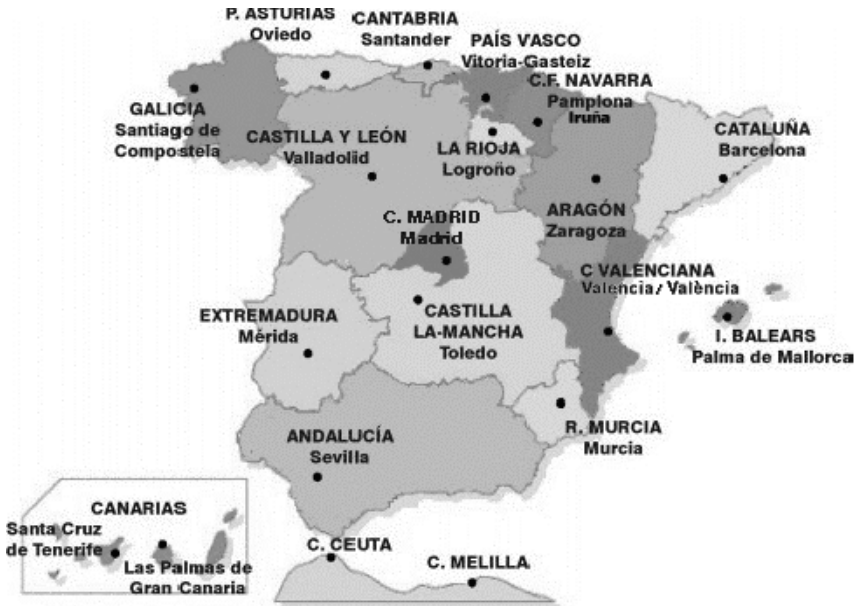 P. ASTURIAS
Oviedo
CANTABRIA
Santander
PAÍS VASCO
Vitoria-Gasteiz
C.F. NAVARRA
Pamplona
Iruña
GALICIA
Santiago de
Compostela
CASTILLA Y LEÓN
Valladolid
LA RIOJA
Logroño
CATALUÑA
Barcelona
ARAGÓN
Zaragoza
C. MADRID
Madrid
C VALENCIANA
Valencia/ València
EXTREMADURA
Mérida
CASTILLA
LA-MANCHA
Toledo
I. BALEARS
Palma de Mallorca
R. MURCIA
Murcia
ANDALUCÍA
Sevilla
CANARIAS
Santa Cruz
de Tenerife
Las Palmas de
Gran Canaria
C. CEUTA
C. MELILLA